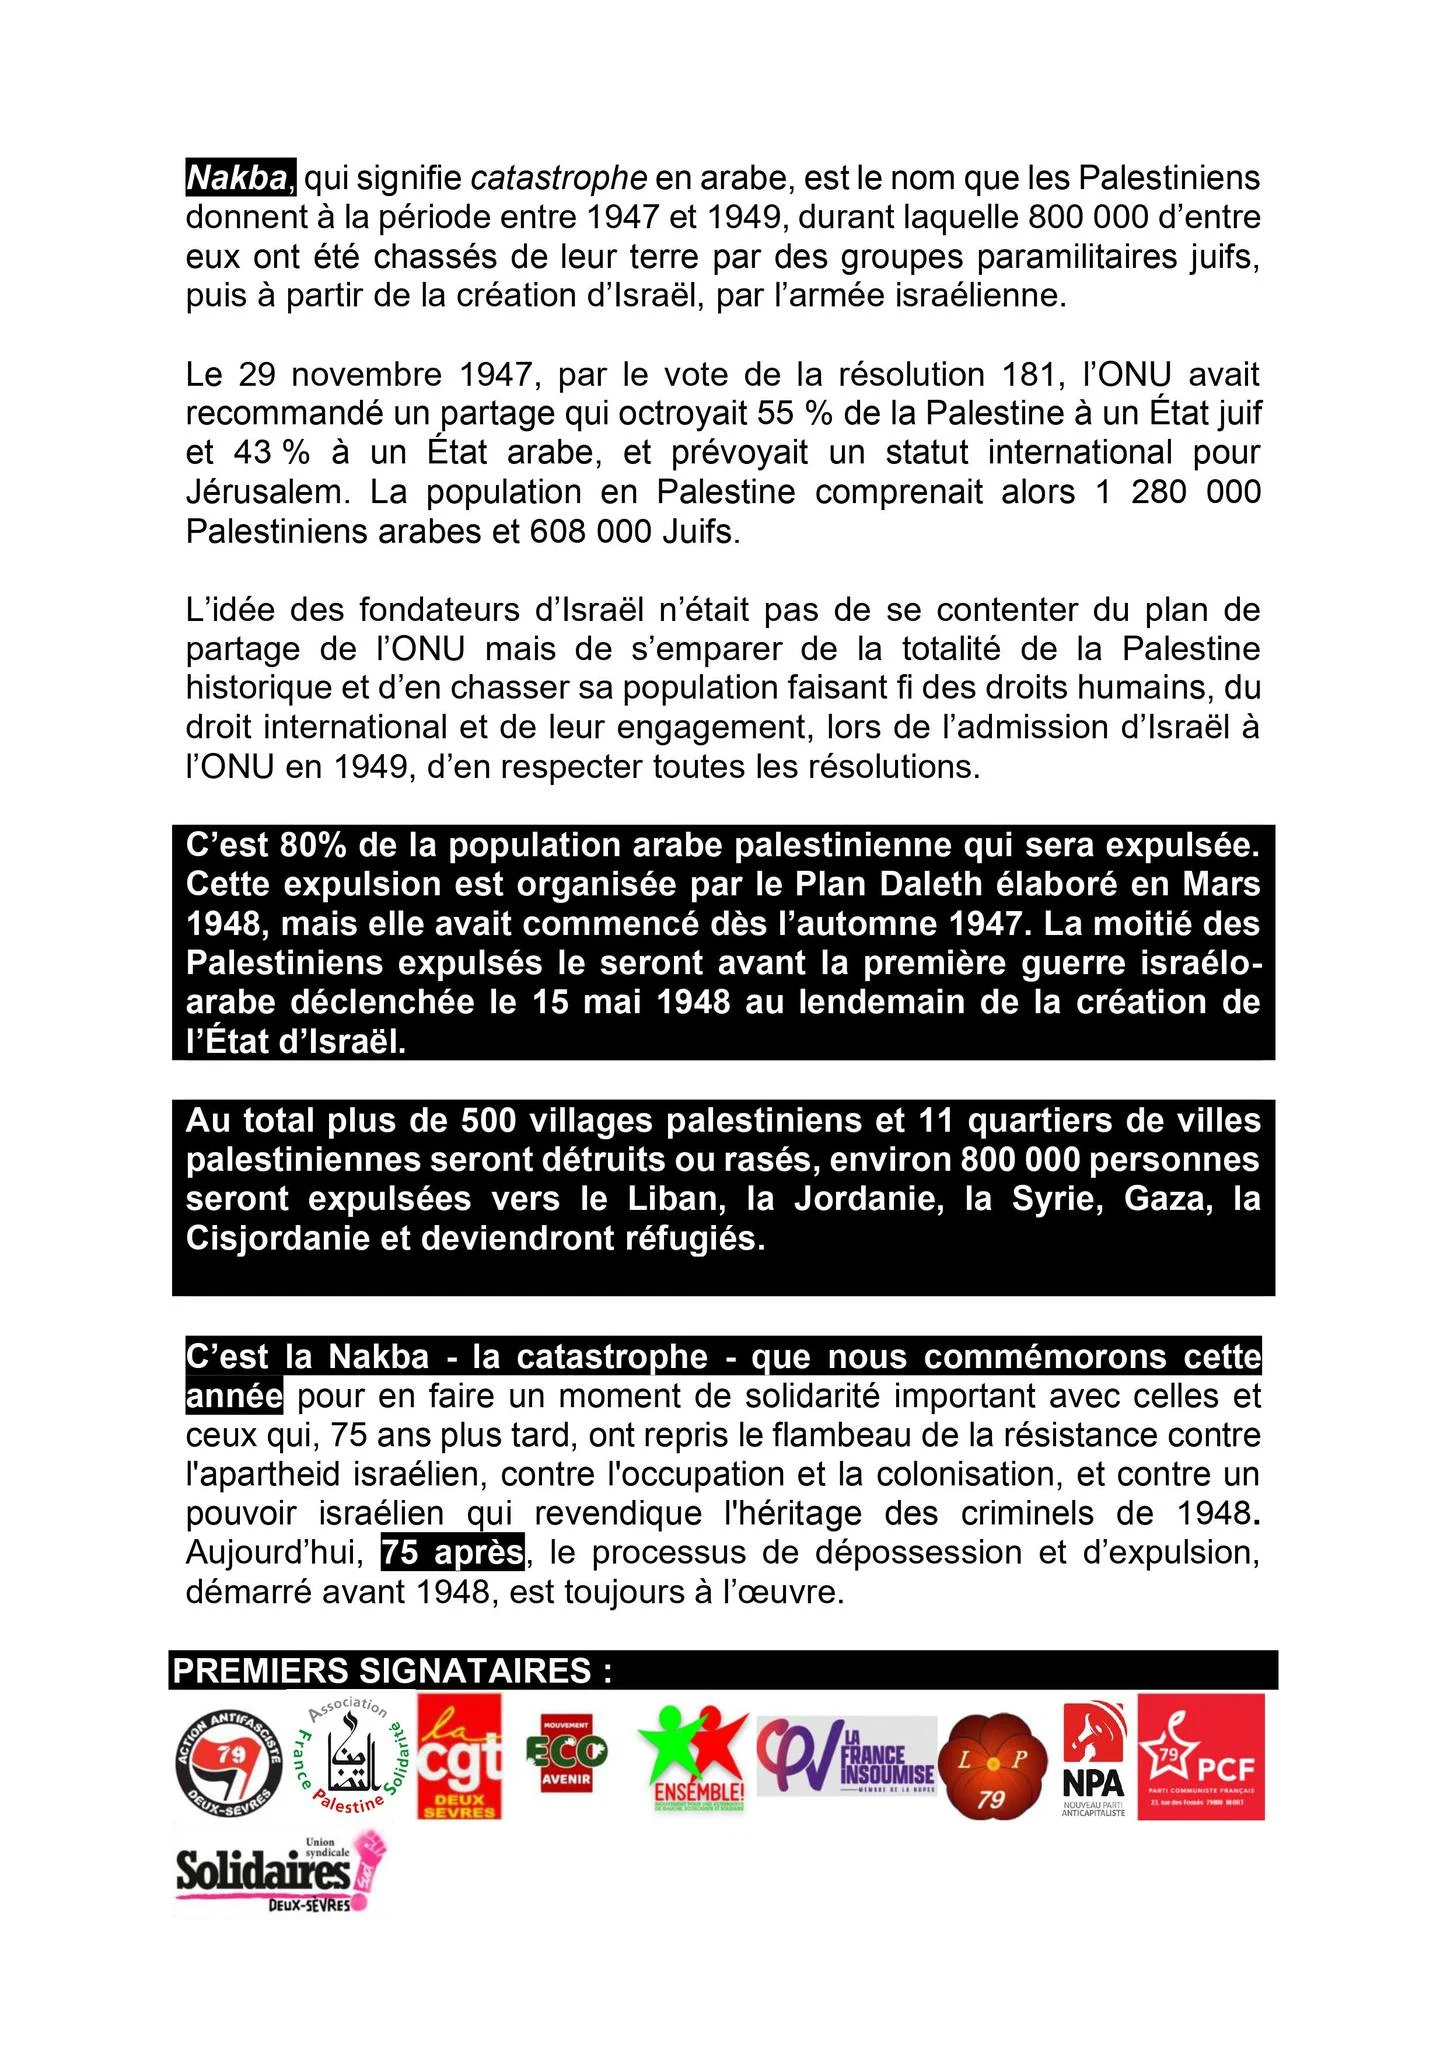 Nakba, qui signifie catastrophe en arabe, est le nom que les Palestiniens
donnent à la période entre 1947 et 1949, durant laquelle 800 000 d’entre
eux ont été chassés de leur terre par des groupes paramilitaires juifs,
puis à partir de la création d’Israël, par l’armée israélienne.
Le 29 novembre 1947, par le vote de la résolution 181, l’ONU avait
recommandé un partage qui octroyait 55 % de la Palestine à un État juif
et 43 % à un État arabe, et prévoyait un statut international pour
Jérusalem. La population en Palestine comprenait alors 1 280 000
Palestiniens arabes et 608 000 Juifs.
L’idée des fondateurs d’Israël n’était pas de se contenter du plan de
partage de l’ONU mais de s’emparer de la totalité de la Palestine
historique et d’en chasser sa population faisant fi des droits humains, du
droit international et de leur engagement, lors de l’admission d’Israël à
l’ONU en 1949, d’en respecter toutes les résolutions.
C’est 80% de la population arabe palestinienne qui sera expulsée.
Cette expulsion est organisée par le Plan Daleth élaboré en Mars
1948, mais elle avait commencé dès l’automne 1947. La moitié des
Palestiniens expulsés le seront avant la première guerre israélo-
arabe déclenchée le 15 mai 1948 au lendemain de la création de
l’État d’Israël.
Au total plus de 500 villages palestiniens et 11 quartiers de villes
palestiniennes seront détruits ou rasés, environ 800 000 personnes
seront expulsées vers le Liban, la Jordanie, la Syrie, Gaza, la
Cisjordanie et deviendront réfugiés.
C’est la Nakba - la catastrophe - que nous commémorons cette
année pour en faire un moment de solidarité important avec celles et
ceux qui, 75 ans plus tard, ont repris le flambeau de la résistance contre
l'apartheid israélien, contre l'occupation et la colonisation, et contre un
pouvoir israélien qui revendique l'héritage des criminels de 1948.
Aujourd’hui, 75 après, le processus de dépossession et d’expulsion,
démarré avant 1948, est toujours à l’œuvre.
PREMIERS SIGNATAIRES :
ACTION ANTIFASCISTE
79
DEUX-SÈVRES
Association
France Palestine Solidarité
la
cgt
DEUX
SEVRES
MOUVEMENT
ECO
AVENIR
ENSEMBLE!
LA
FRANCE
INSOUMISE
MEMBRE DE LA NUPES
L P
79
NPA
NOUVEAU PARTI
ANTICAPITALISTE
79
PCF
PARTI COMMUNISTE FRANÇAIS
Union
syndicale
Solidaires
DEUX-SÈVRES